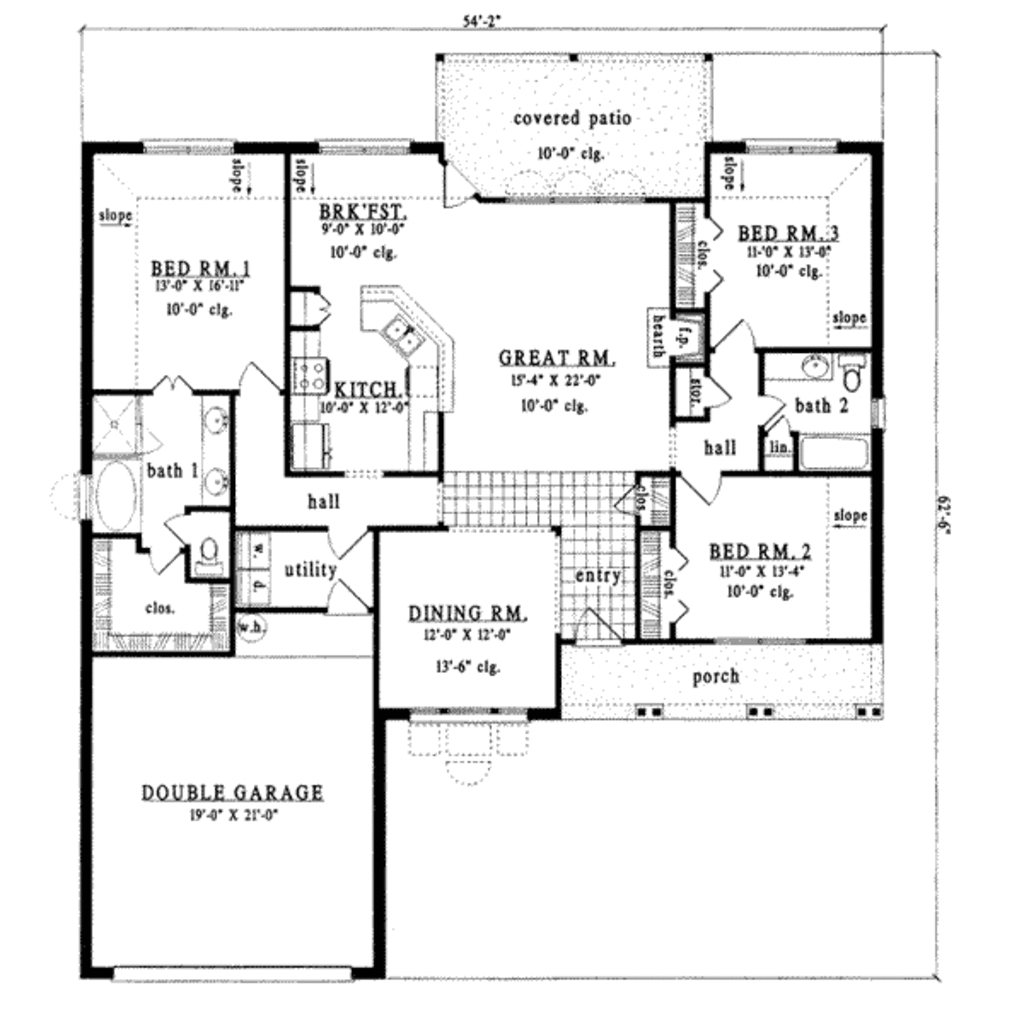 54'-2"
covered patio
10'-0" clg.
slope
slope
slope
slope
BRK'FST.
9'-0" X 10'-0"
10'-0" clg.
BED RM. 3
11-'0" X 13-0"
10'-0" clg.
clos.
BED RM. 1
13'-0" X 16'-11"
10'-0" clg.
slope
hearth
f.p.
GREAT RM.
15'-4" X 22'-0"
10'-0" clg.
KITCH.
10'-0" X 12'-0"
stor.
bath 2
hall
lin.
bath 1
hall
clos.
62'-6"
slope
BED RM. 2
11'-0" X 13'-4"
10'-0" clg.
w.
d.
utility
entry
clos.
clos.
DINING RM.
12'-0" X 12'-0"
13'-6" clg.
w.h.
porch
DOUBLE GARAGE
19'-0" X 21'-0"